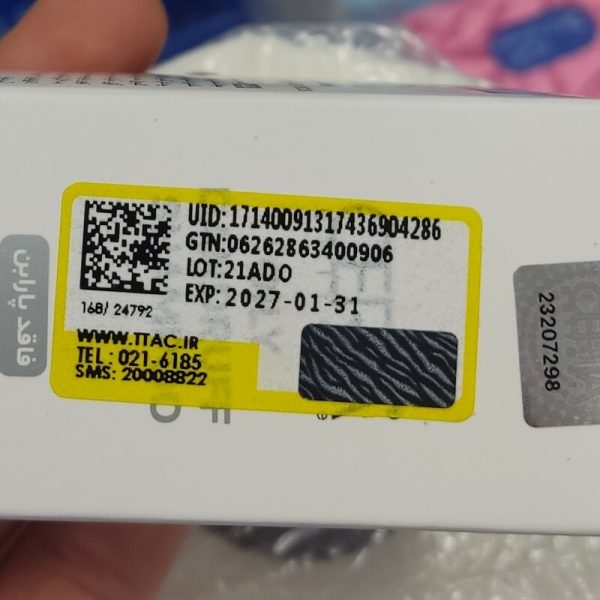 UID:17140091317436904286
GTN:06262863400906
LOT:21ADO
EXP: 2027-01-31
168/ 24792
WWW.TTAC.IR
TEL : 021-6185
SMS: 20008822
فاقد پارابن
23207298